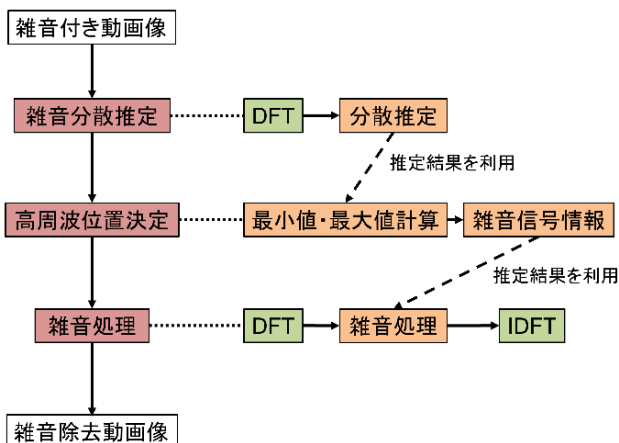 雑音付き動画像
雑音分散推定
DFT
分散推定
推定結果を利用
高周波位置決定
最小値・最大値計算
雑音信号情報
推定結果を利用
雑音処理
DFT
雑音処理
IDFT
雑音除去動画像